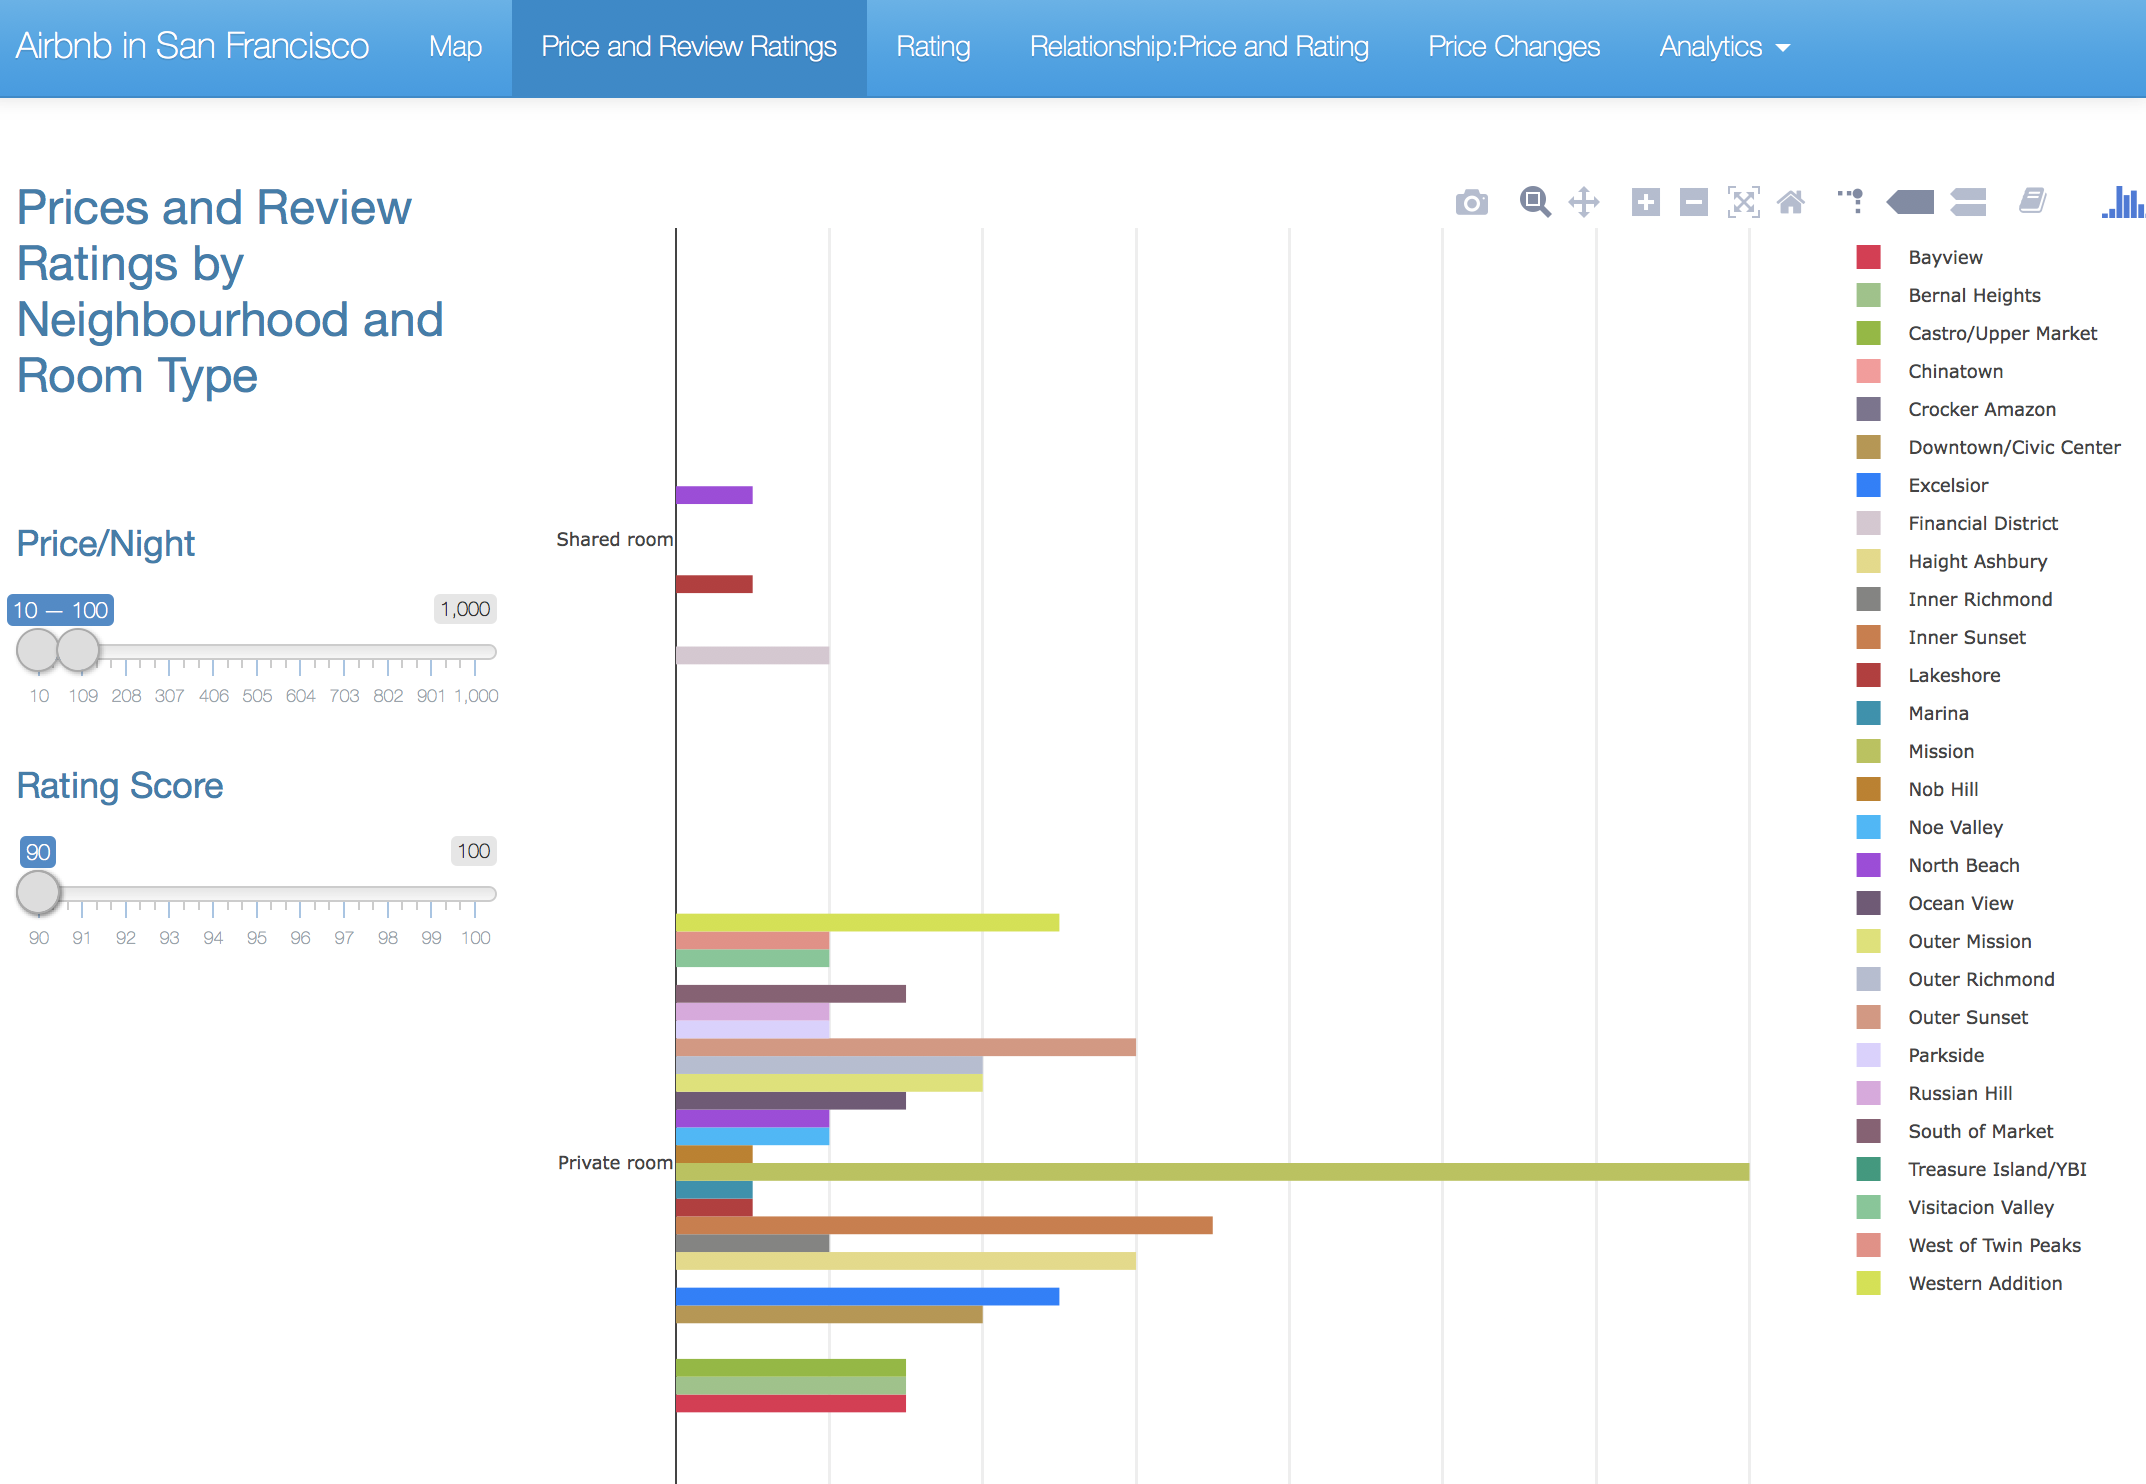 Airbnb in San Francisco Map Price and Review Ratings Rating Relationship:Price and Rating Price Changes Analytics
Prices and Review
Ratings by
Neighbourhood and
Room Type
Price/Night
10 — 100 1,000
10 109 208 307 406 505 604 703 802 901 1,000
Rating Score
90 100
90 91 92 93 94 95 96 97 98 99 100
Shared room
Private room
Bayview
Bernal Heights
Castro/Upper Market
Chinatown
Crocker Amazon
Downtown/Civic Center
Excelsior
Financial District
Haight Ashbury
Inner Richmond
Inner Sunset
Lakeshore
Marina
Mission
Nob Hill
Noe Valley
North Beach
Ocean View
Outer Mission
Outer Richmond
Outer Sunset
Parkside
Russian Hill
South of Market
Treasure Island/YBI
Visitacion Valley
West of Twin Peaks
Western Addition